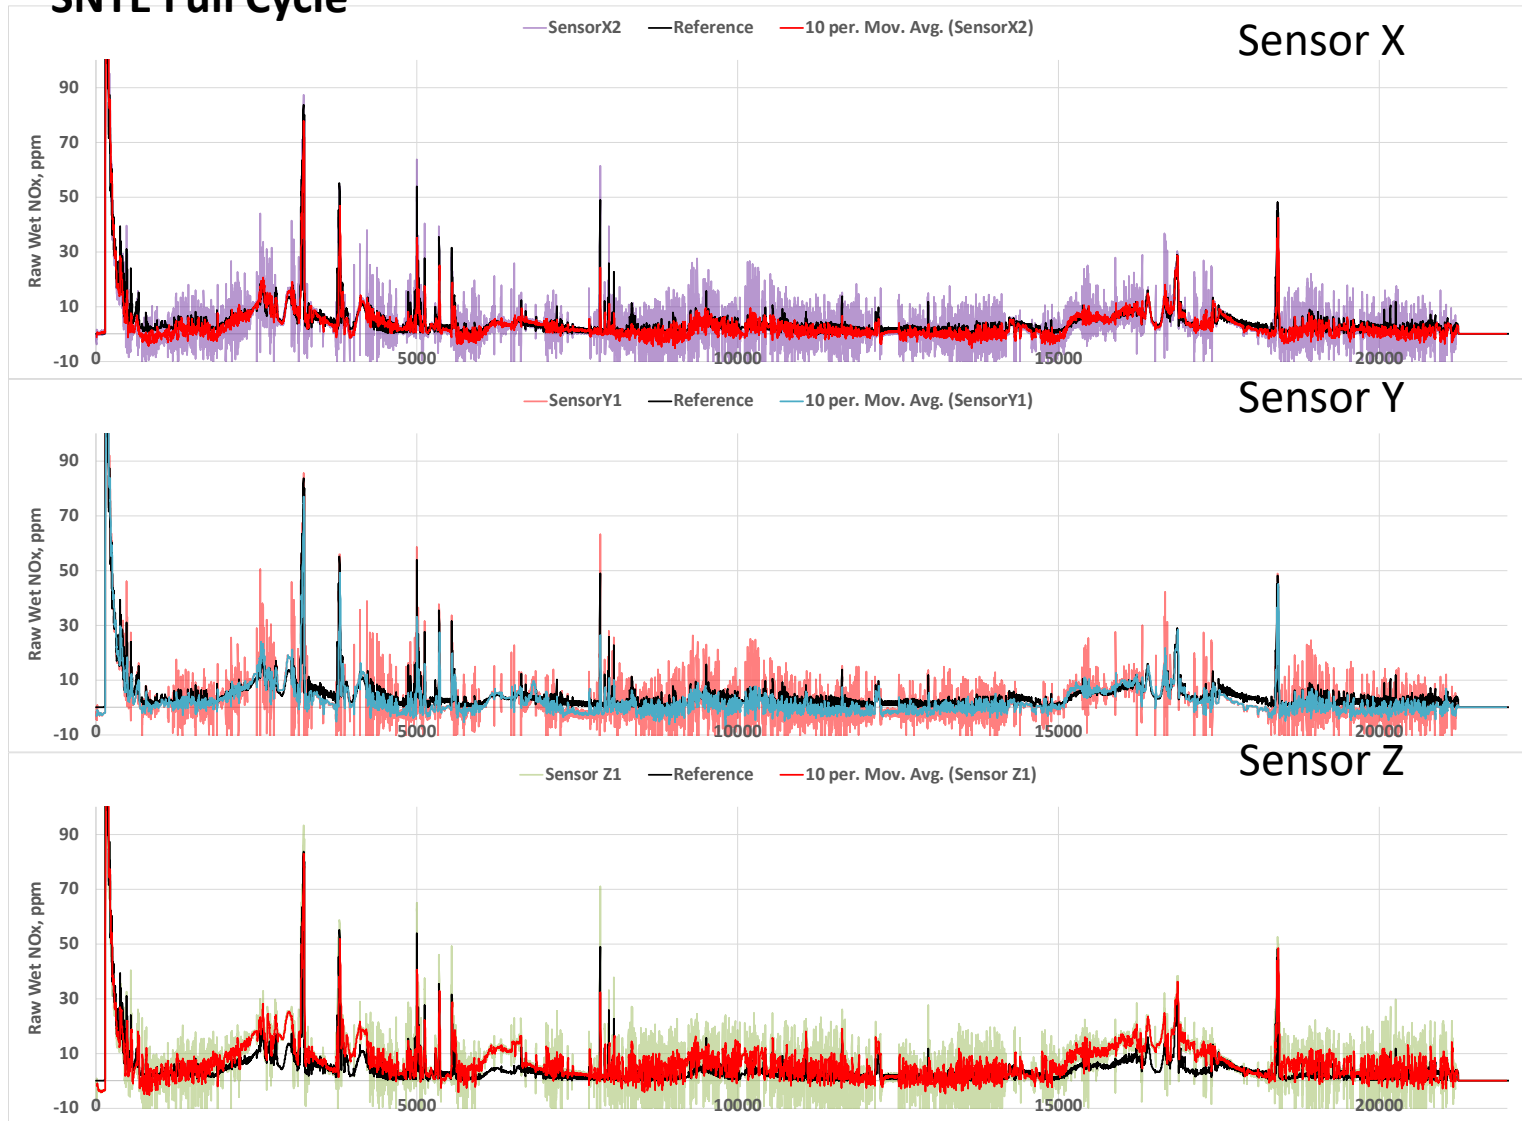 SNTE Full Cycle
SensorX2 Reference 10 per. Mov. Avg. (SensorX2)
Sensor X
Raw Wet NOx, ppm
90
70
50
30
10
-10
0 5000 10000 15000 20000
SensorY1 Reference 10 per. Mov. Avg. (SensorY1)
Sensor Y
Raw Wet NOx, ppm
90
70
50
30
10
-10
0 5000 10000 15000 20000
Sensor Z1 Reference 10 per. Mov. Avg. (Sensor Z1)
Sensor Z
Raw Wet NOx, ppm
90
70
50
30
10
-10
0 5000 10000 15000 20000